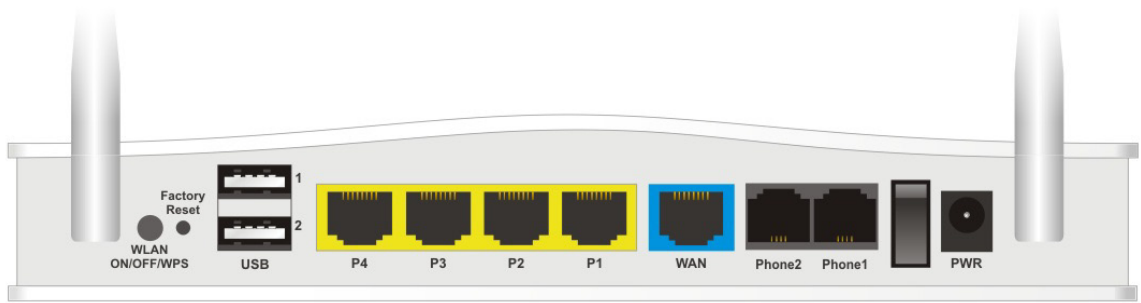 Factory
Reset
WLAN
ON/OFF/WPS
1
2
USB
P4
P3
P2
P1
WAN
Phone2
Phone1
PWR